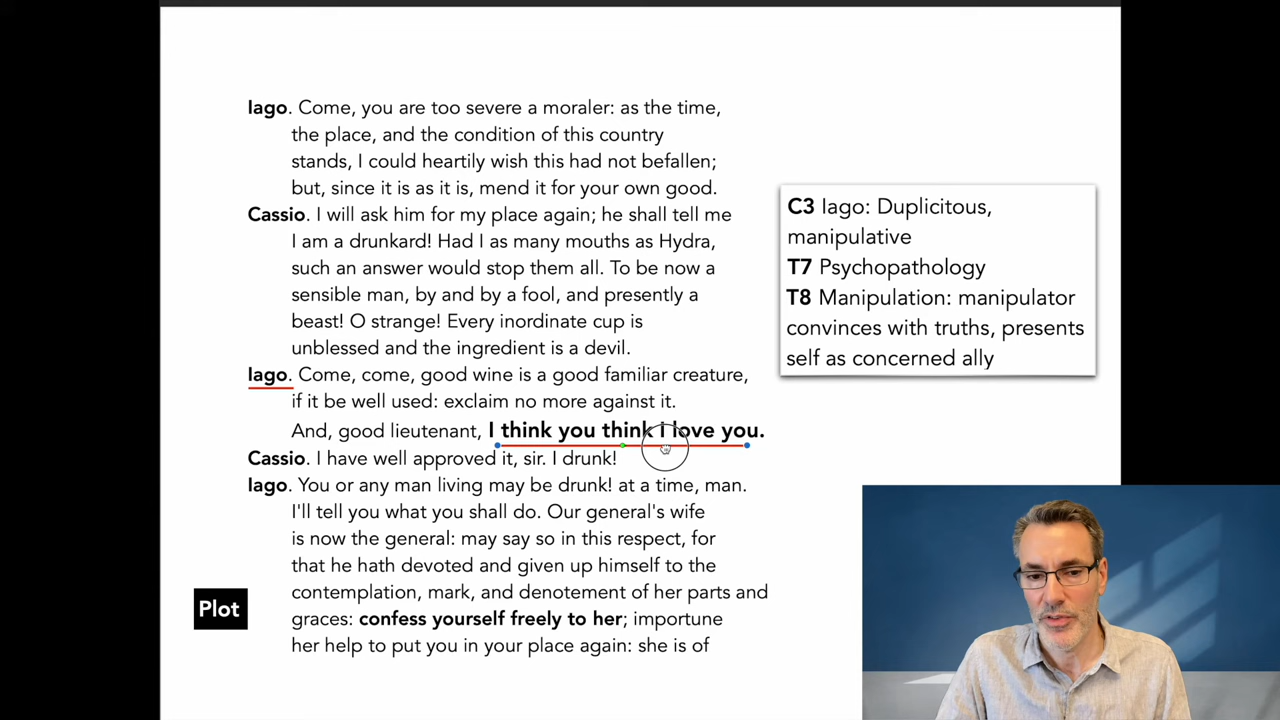 Iago. Come, you are too severe a moraler: as the time,
the place, and the condition of this country
stands, I could heartily wish this had not befallen;
but, since it is as it is, mend it for your own good.
Cassio. I will ask him for my place again; he shall tell me
I am a drunkard! Had I as many mouths as Hydra,
such an answer would stop them all. To be now a
sensible man, by and by a fool, and presently a
beast! O strange! Every inordinate cup is
unblessed and the ingredient is a devil.
Iago. Come, come, good wine is a good familiar creature,
if it be well used: exclaim no more against it.
And, good lieutenant, I think you think I love you.
Cassio. I have well approved it, sir. I drunk!
Iago. You or any man living may be drunk! at a time, man.
I'll tell you what you shall do. Our general's wife
is now the general: may say so in this respect, for
that he hath devoted and given up himself to the
contemplation, mark, and denotement of her parts and
graces: confess yourself freely to her; importune
her help to put you in your place again: she is of
Plot
C3 Iago: Duplicitous,
manipulative
T7 Psychopathology
T8 Manipulation: manipulator
convinces with truths, presents
self as concerned ally